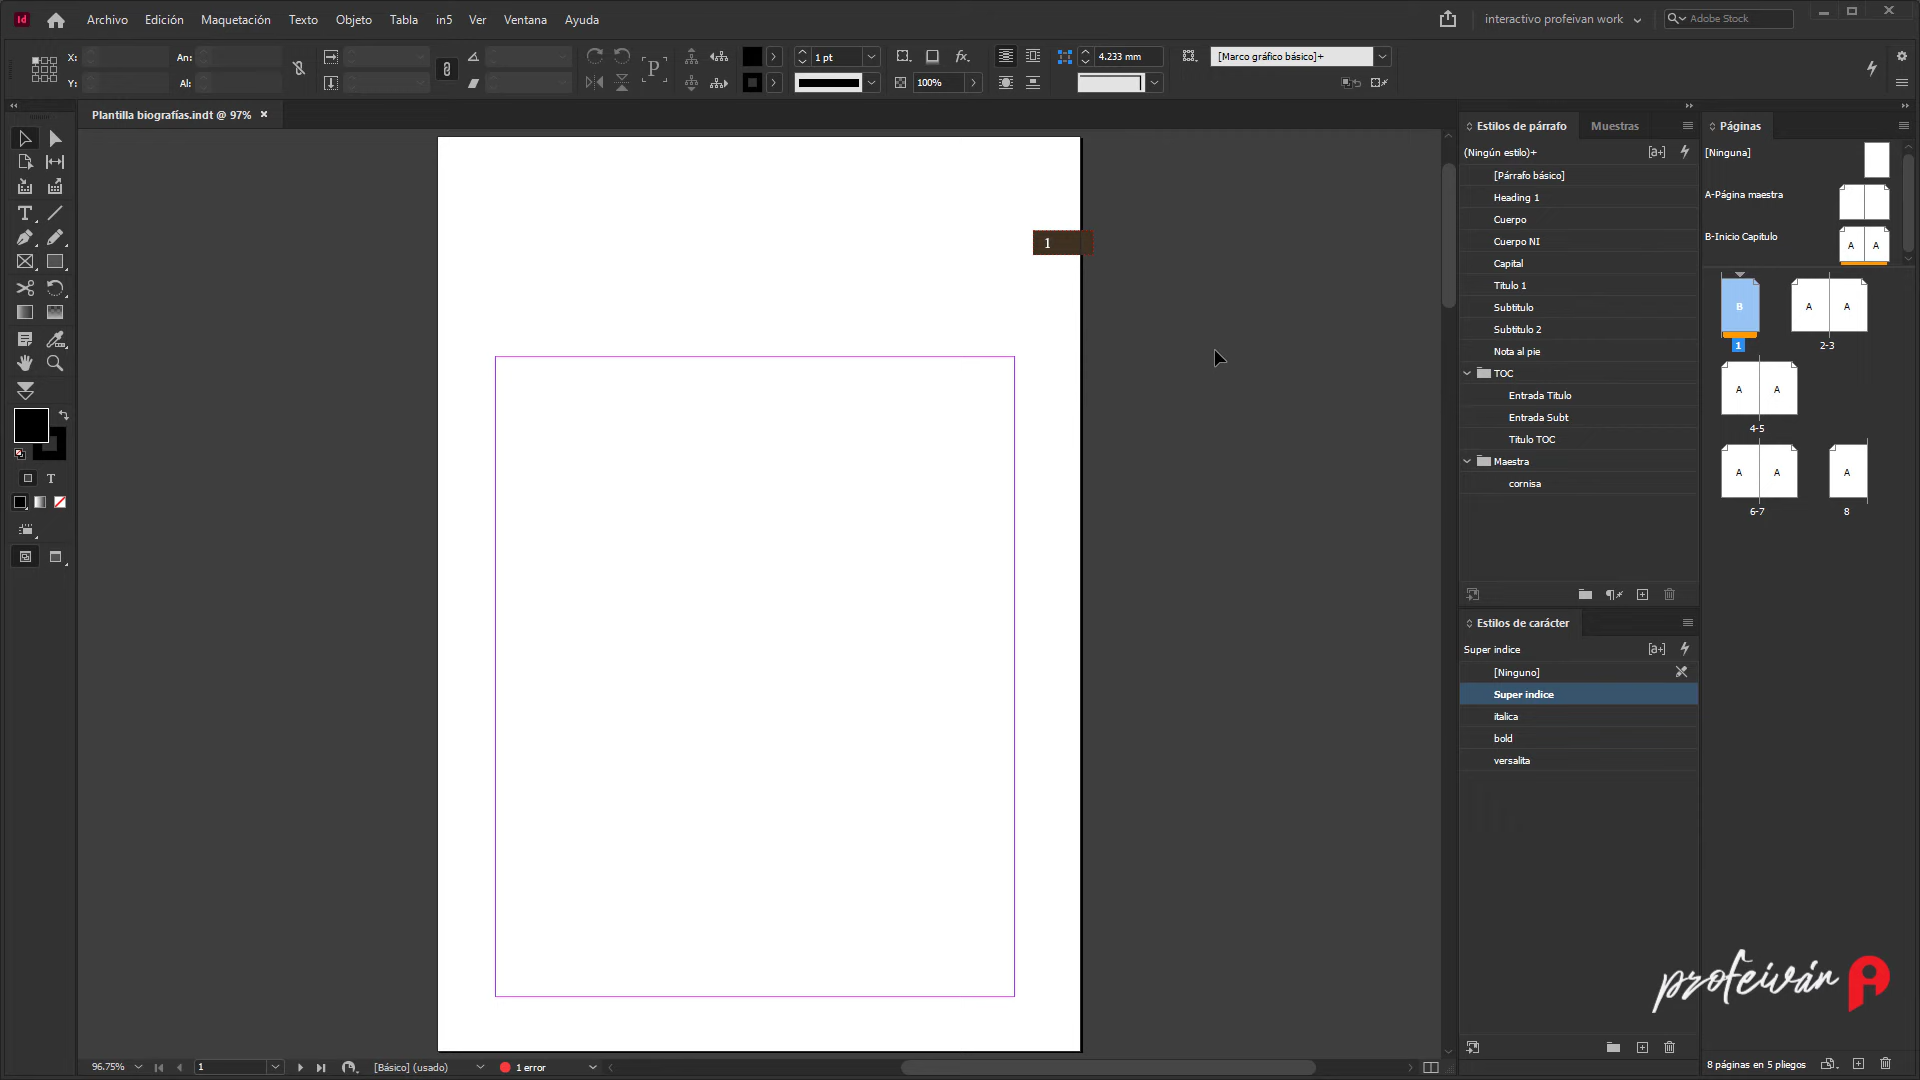 Archivo Edición Maquetación Texto Objeto Tabla in5 Ver Ventana Ayuda
interactivo profeivan work
Adobe Stock
X: An: 1 pt 4.233 mm [Marco gráfico básico]+
Y: Al: 100%
Plantilla biografías.indt @ 97% ×
Estilos de párrafo Muestras
(Ningún estilo)+
[Párrafo básico]
Heading 1
Cuerpo
Cuerpo NI
Capital
Titulo 1
Subtitulo
Subtitulo 2
Nota al pie
TOC
Entrada Titulo
Entrada Subt
Titulo TOC
Maestra
cornisa
Estilos de carácter
Super indice
[Ninguno]
Super indice
italica
bold
versalita
Páginas
[Ninguna]
A-Página maestra
B-Inicio Capitulo
A A
B A A
1 2-3
A A
4-5
A A A
6-7 8
1
profeiván
96.75% 1 [Básico] (usado) 1 error
8 páginas en 5 pliegos